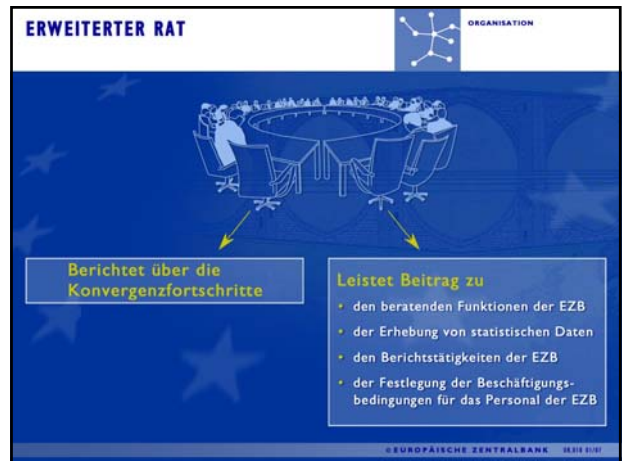 ERWEITERTER RAT
ORGANISATION
Berichtet über die
Konvergenzfortschritte
Leistet Beitrag zu
• den beratenden Funktionen der EZB
• der Erhebung von statistischen Daten
• den Berichtstätigkeiten der EZB
• der Festlegung der Beschäftigungs-
bedingungen für das Personal der EZB
© EUROPÄISCHE ZENTRALBANK